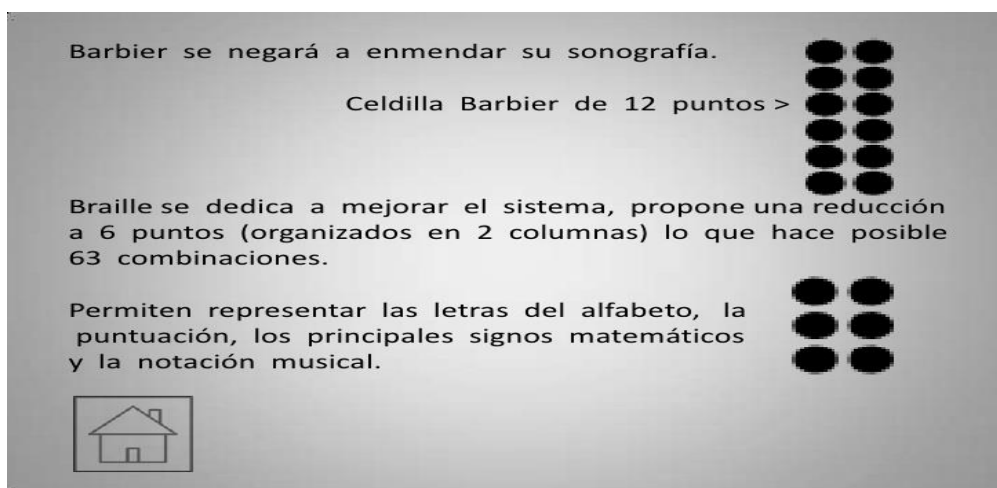 Barbier se negará a enmendar su sonografía.
Celdilla Barbier de 12 puntos >
Braille se dedica a mejorar el sistema, propone una reducción
a 6 puntos (organizados en 2 columnas) lo que hace posible
63 combinaciones.
Permiten representar las letras del alfabeto, la
puntuación, los principales signos matemáticos
y la notación musical.